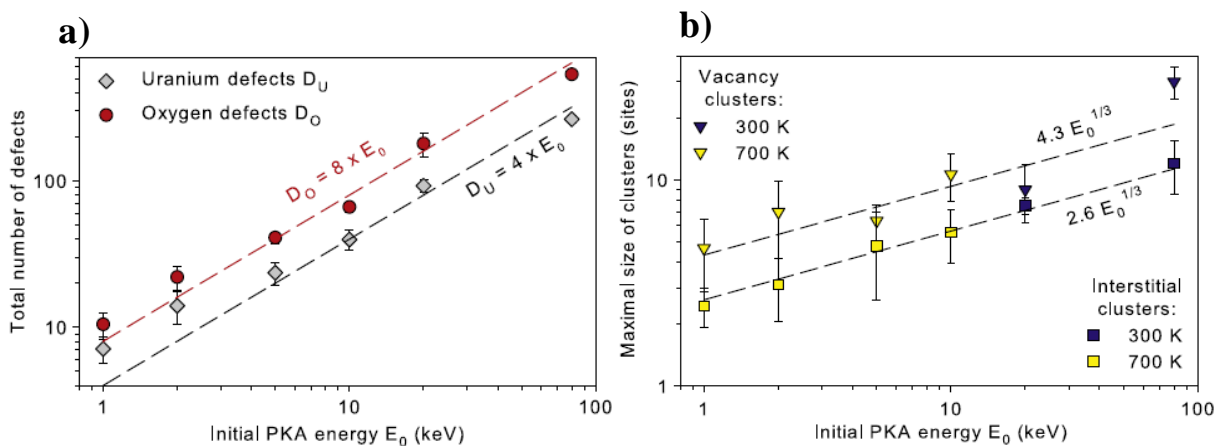 a)
Total number of defects
100
10
Uranium defects D_U
Oxygen defects D_O
D_O = 8 x E_0
D_U = 4 x E_0
1
10
100
Initial PKA energy E_0 (keV)
b)
Maximal size of clusters (sites)
10
1
Vacancy
clusters:
300 K
700 K
4.3 E_0^1/3
2.6 E_0^1/3
Interstitial
clusters:
300 K
700 K
1
10
100
Initial PKA energy E_0 (keV)